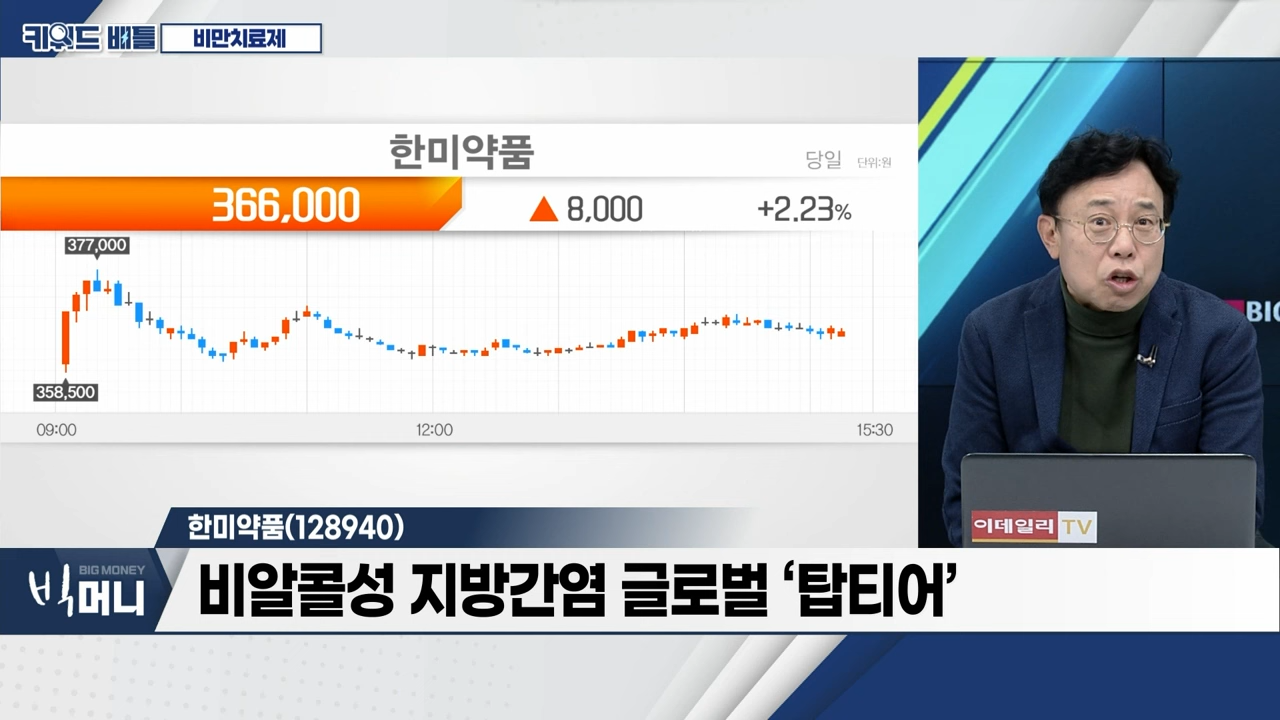 키워드 배틀
비만치료제
한미약품
당일 단위:원
366,000 ▲ 8,000 +2.23%
377,000
358,500
09:00 12:00 15:30
BIG
이데일리 TV
한미약품(128940)
BIG MONEY
빅머니
비알콜성 지방간염 글로벌 ‘탑티어’